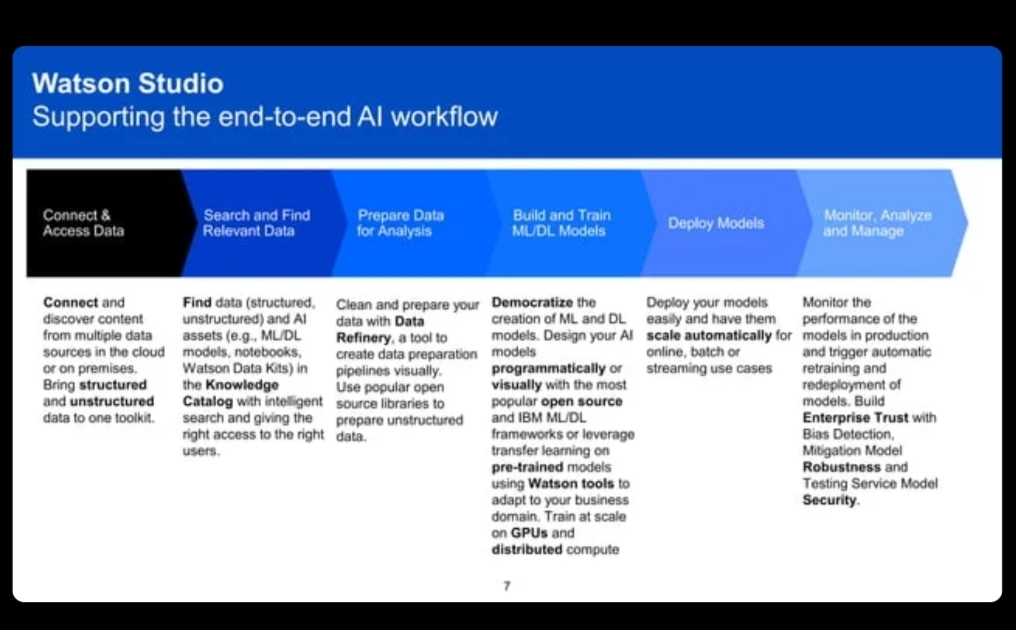 Watson Studio
Supporting the end-to-end AI workflow
Connect &
Access Data
Search and Find
Relevant Data
Prepare Data
for Analysis
Build and Train
ML/DL Models
Deploy Models
Monitor, Analyze
and Manage
Connect and
discover content
from multiple data
sources in the cloud
or on premises.
Bring structured
and unstructured
data to one toolkit.
Find data (structured,
unstructured) and AI
assets (e.g., ML/DL
models, notebooks,
Watson Data Kits) in
the Knowledge
Catalog with intelligent
search and giving the
right access to the right
users.
Clean and prepare your
data with Data
Refinery, a tool to
create data preparation
pipelines visually.
Use popular open
source libraries to
prepare unstructured
data.
Democratize the
creation of ML and DL
models. Design your AI
models
programmatically or
visually with the most
popular open source
and IBM ML/DL
frameworks or leverage
transfer learning on
pre-trained models
using Watson tools to
adapt to your business
domain. Train at scale
on GPUs and
distributed compute
Deploy your models
easily and have them
scale automatically for
online, batch or
streaming use cases
Monitor the
performance of the
models in production
and trigger automatic
retraining and
redeployment of
models. Build
Enterprise Trust with
Bias Detection,
Mitigation Model
Robustness and
Testing Service Model
Security.
7